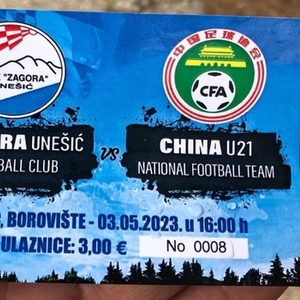 "ZAGORA"
UNEŠIĆ
中国足球协会
CFA
RA UNEŠIĆ
BALL CLUB
vs
CHINA U21
NATIONAL FOOTBALL TEAM
, BOROVIŠTE - 03.05.2023. u 16:00 h
ULAZNICE: 3,00 €
No 0008